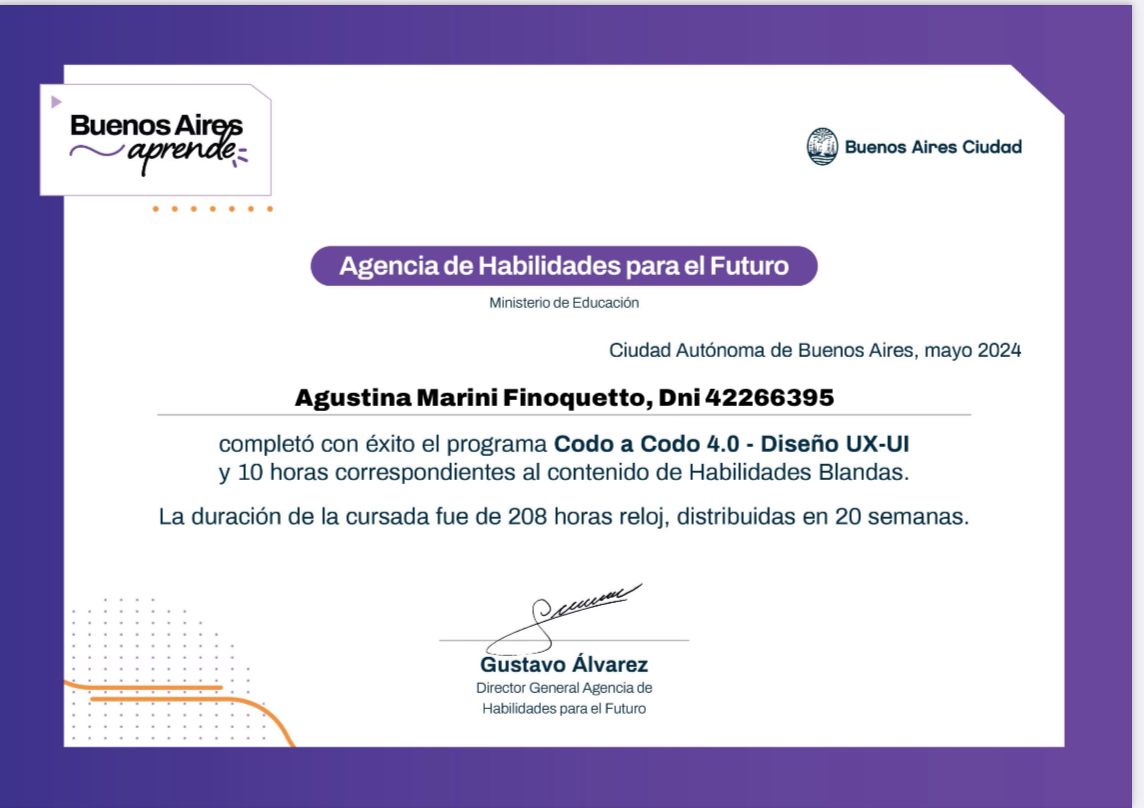 Buenos Aires
aprende
Buenos Aires Ciudad
Agencia de Habilidades para el Futuro
Ministerio de Educación
Ciudad Autónoma de Buenos Aires, mayo 2024
Agustina Marini Finoquetto, Dni 42266395
completó con éxito el programa Codo a Codo 4.0 - Diseño UX-UI
y 10 horas correspondientes al contenido de Habilidades Blandas.
La duración de la cursada fue de 208 horas reloj, distribuidas en 20 semanas.
Gustavo Álvarez
Director General Agencia de
Habilidades para el Futuro